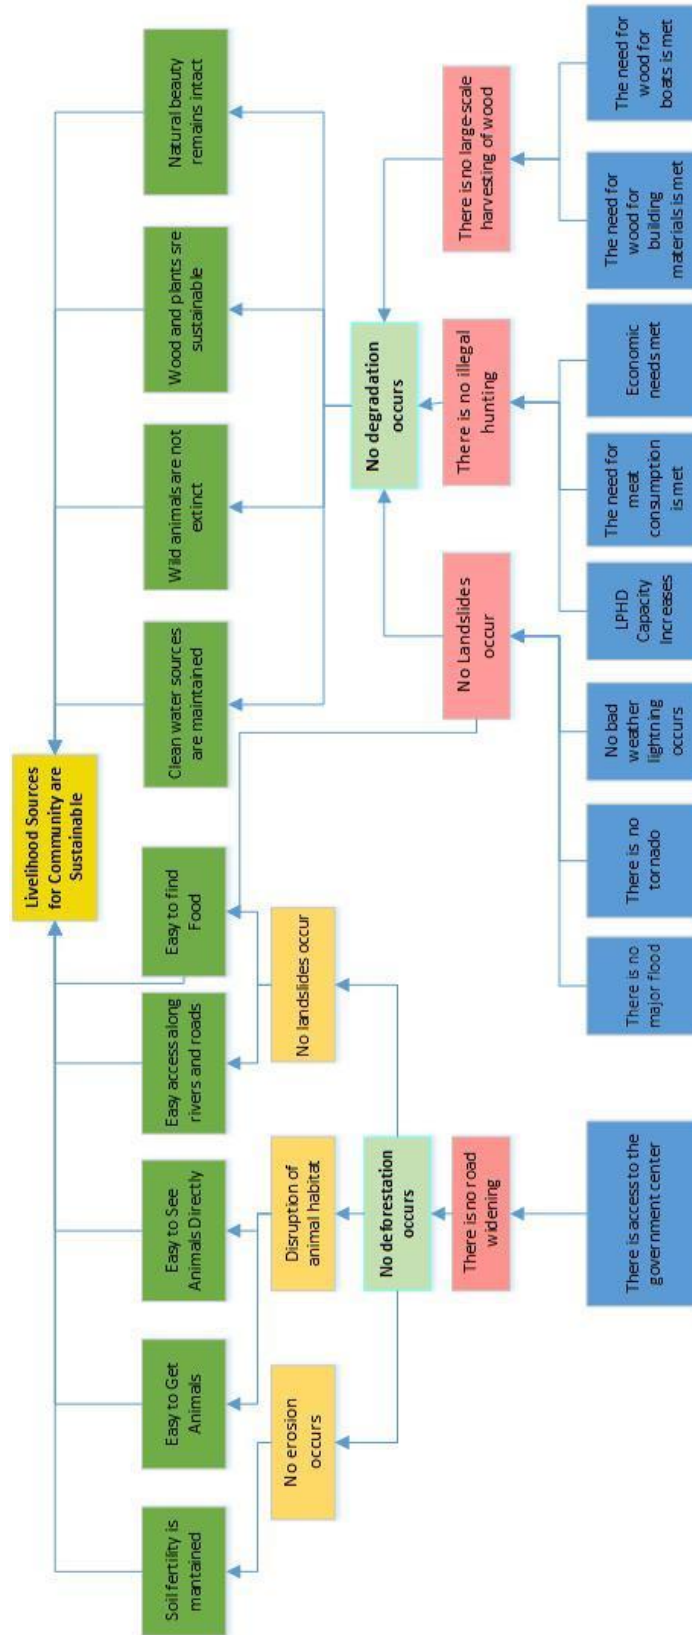 Livelihood Sources
for Community are
Sustainable
Soil fertility is
mantained
Easy to Get
Animals
Easy to See
Animals Directly
Easy access along
rivers and roads
Easy to find
Food
Clean water sources
are maintained
Wild animals are not
extinct
Wood and plants sre
sustainable
Natural beauty
remains intact
No erosion
occurs
Disruption of
animal habitat
No landslides occur
No deforestation
occurs
No degradation
occurs
There is no road
widening
No Landslides
occur
There is no illegal
hunting
There is no large-scale
harvesting of wood
There is access to the
government center
There is no
major flood
There is no
tornado
No bad
weather
lightning
occurs
LPHD
Capacity
Increases
The need for
meat
consumption
is met
Economic
needs met
The need for
wood for
building
materials is met
The need for
wood for
boats is met